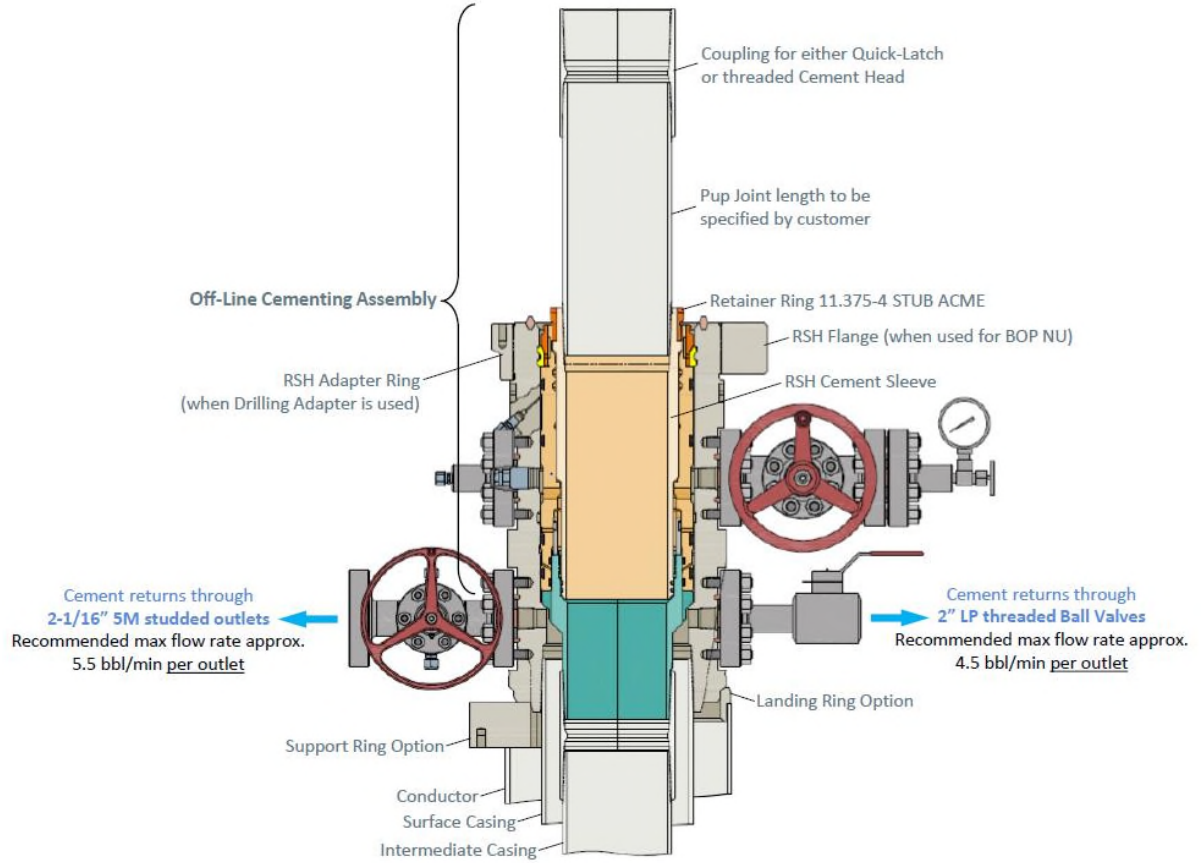 Coupling for either Quick-Latch
or threaded Cement Head
Pup Joint length to be
specified by customer
Off-Line Cementing Assembly
Retainer Ring 11.375-4 STUB ACME
RSH Flange (when used for BOP NU)
RSH Adapter Ring
(when Drilling Adapter is used)
RSH Cement Sleeve
Cement returns through
2-1/16” 5M studded outlets
Recommended max flow rate approx.
5.5 bbl/min per outlet
Cement returns through
2” LP threaded Ball Valves
Recommended max flow rate approx.
4.5 bbl/min per outlet
Landing Ring Option
Support Ring Option
Conductor
Surface Casing
Intermediate Casing